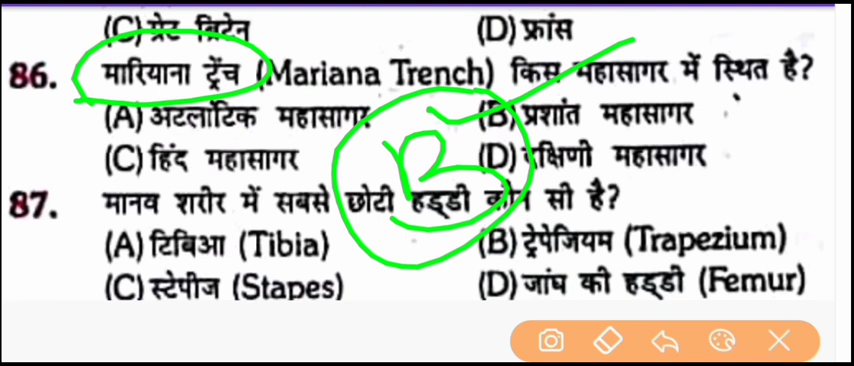 (C) ग्रेट ब्रिटेन (D) फ्रांस
86. मारियाना ट्रेंच (Mariana Trench) किस महासागर में स्थित है?
(A) अटलांटिक महासागर (B) प्रशांत महासागर
(C) हिंद महासागर (D) दक्षिणी महासागर
B
87. मानव शरीर में सबसे छोटी हड्डी कौन सी है?
(A) टिबिआ (Tibia) (B) ट्रेपेजियम (Trapezium)
(C) स्टेपीज (Stapes) (D) जांघ की हड्डी (Femur)